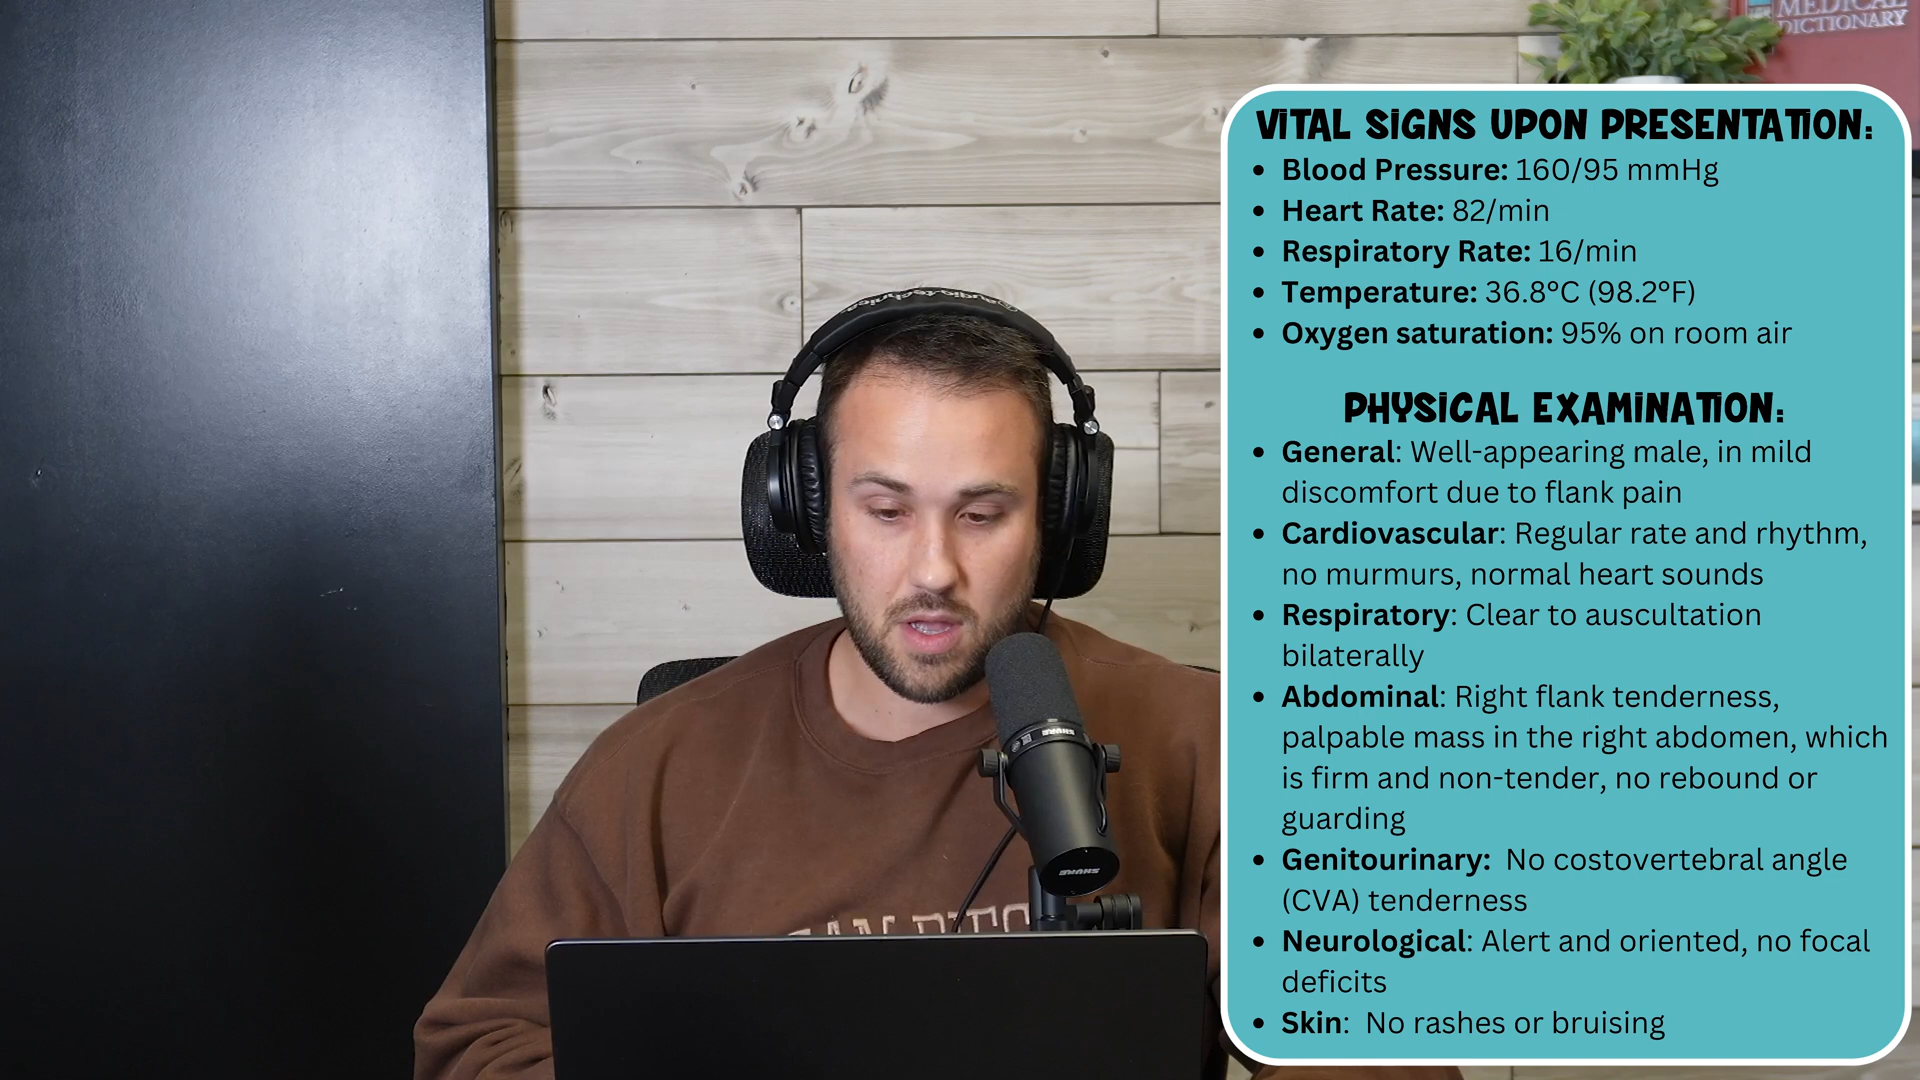 MEDICAL
DICTIONARY
VITAL SIGNS UPON PRESENTATION:
• Blood Pressure: 160/95 mmHg
• Heart Rate: 82/min
• Respiratory Rate: 16/min
• Temperature: 36.8°C (98.2°F)
• Oxygen saturation: 95% on room air
PHYSICAL EXAMINATION:
• General: Well-appearing male, in mild
discomfort due to flank pain
• Cardiovascular: Regular rate and rhythm,
no murmurs, normal heart sounds
• Respiratory: Clear to auscultation
bilaterally
• Abdominal: Right flank tenderness,
palpable mass in the right abdomen, which
is firm and non-tender, no rebound or
guarding
• Genitourinary: No costovertebral angle
(CVA) tenderness
• Neurological: Alert and oriented, no focal
deficits
• Skin: No rashes or bruising
audio-technica
SHURE
SHURE
SAN DIEGO